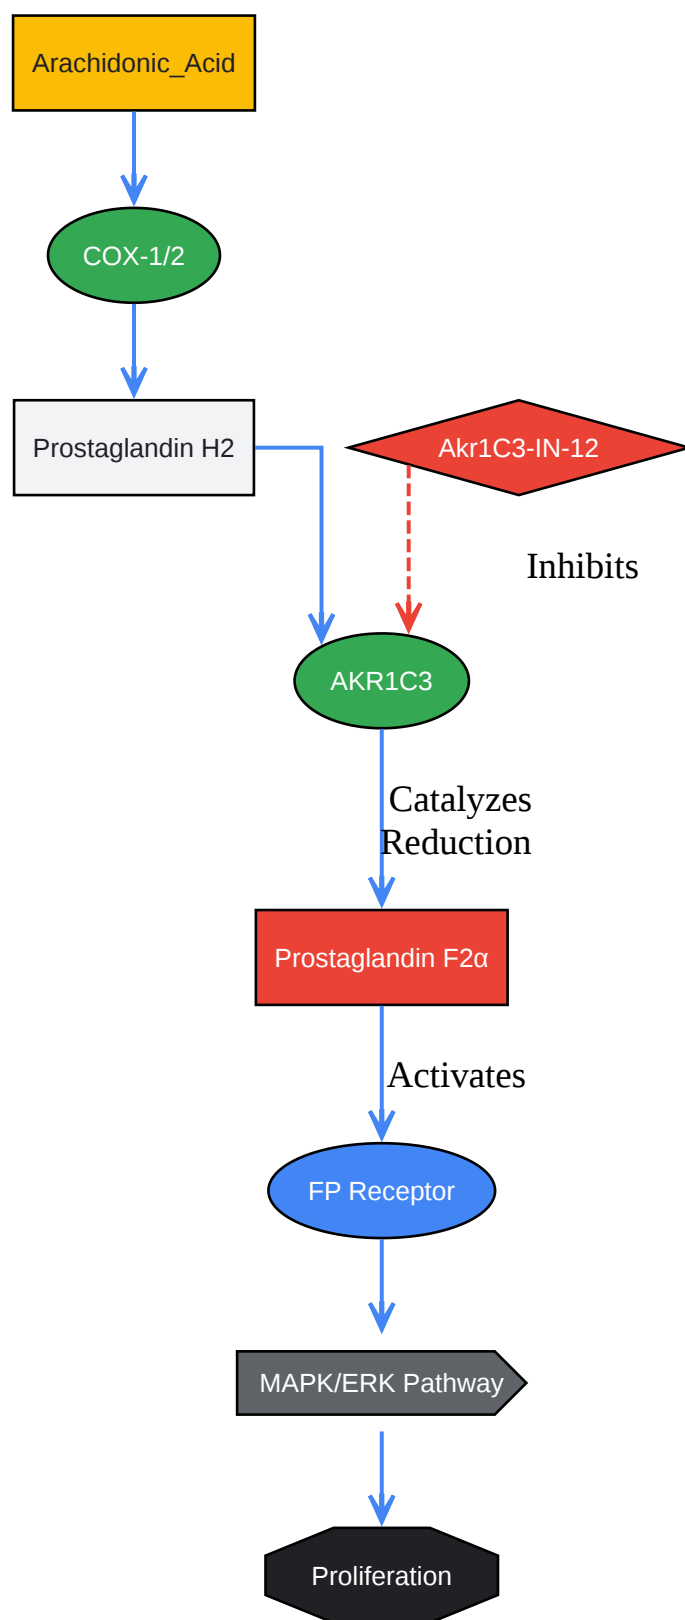 Arachidonic_Acid
COX-1/2
Prostaglandin H2
Akr1C3-IN-12
Inhibits
AKR1C3
Catalyzes
Reduction
Prostaglandin F2α
Activates
FP Receptor
MAPK/ERK Pathway
Proliferation